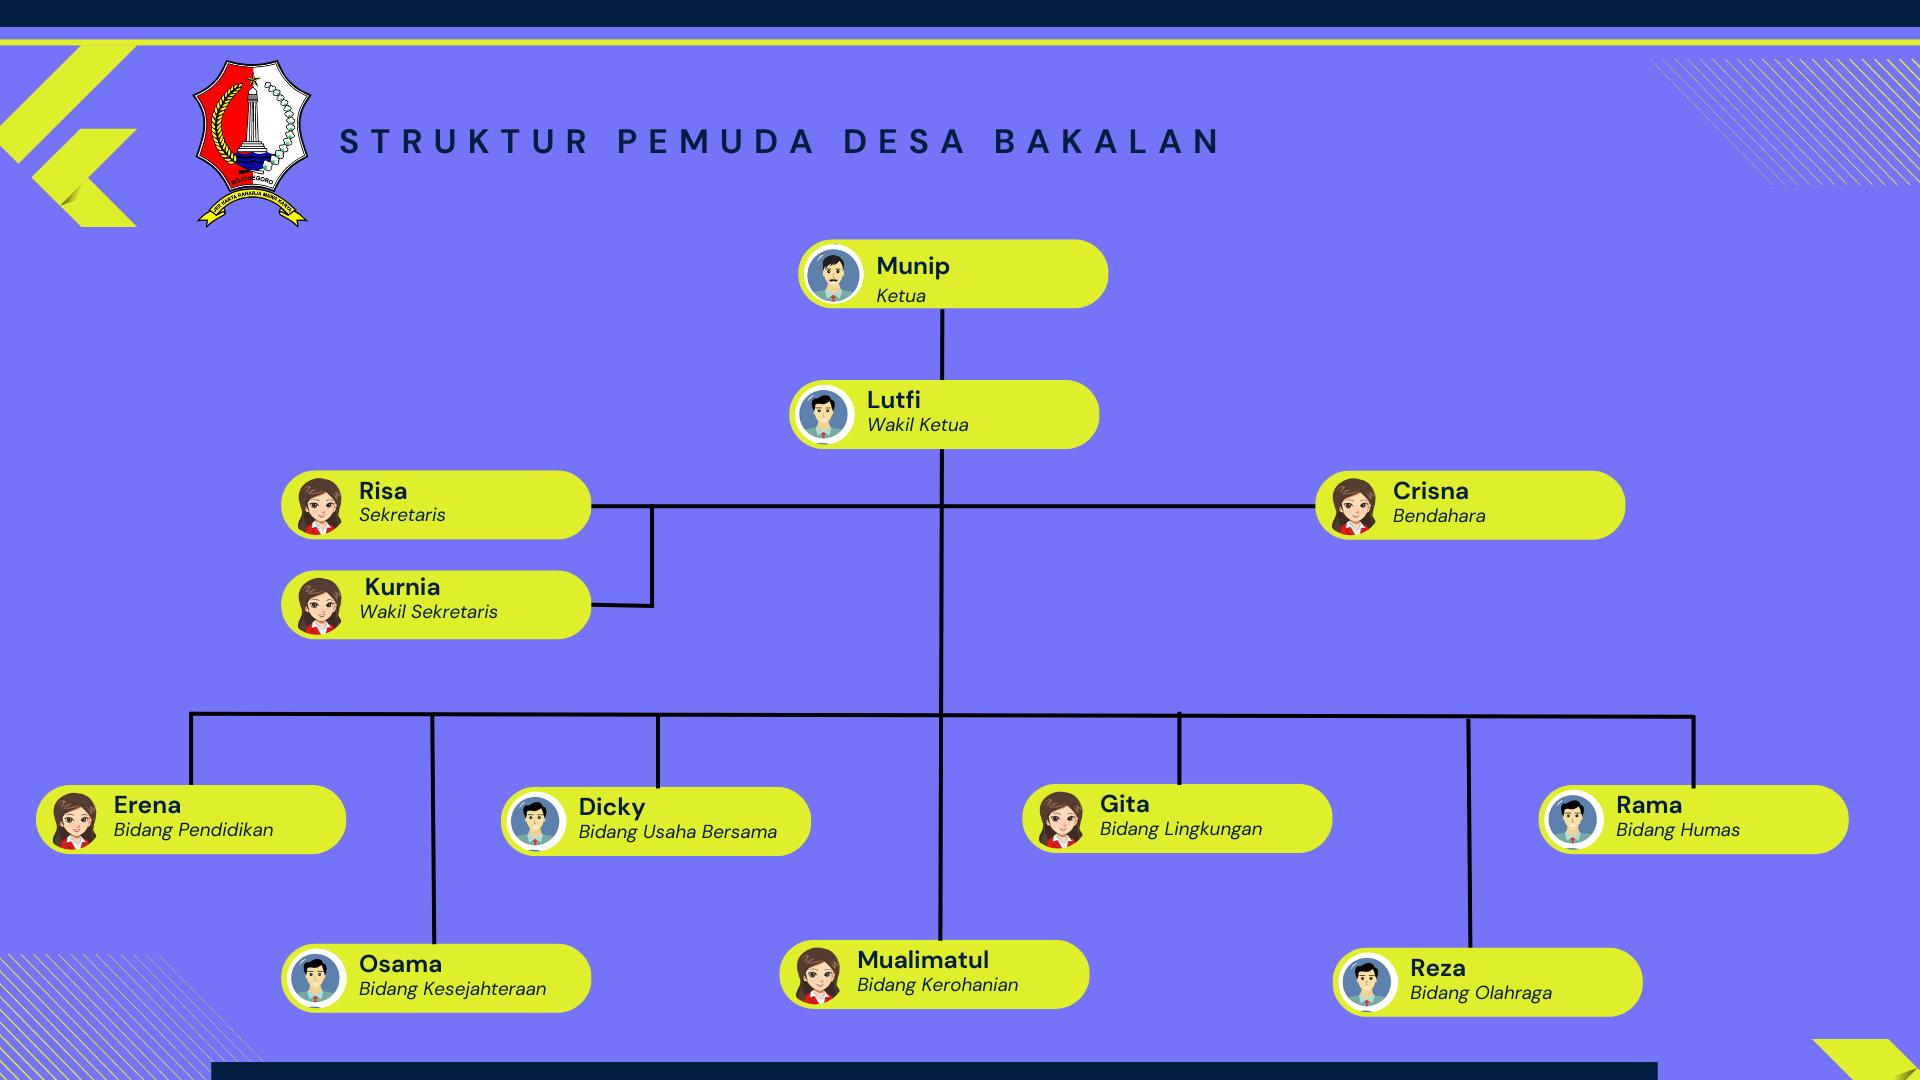 STRUKTUR PEMUDA DESA BAKALAN
BOJONEGORO
Munip
Ketua
Lutfi
Wakil Ketua
Risa
Sekretaris
Crisna
Bendahara
Kurnia
Wakil Sekretaris
Erena
Bidang Pendidikan
Dicky
Bidang Usaha Bersama
Gita
Bidang Lingkungan
Rama
Bidang Humas
Osama
Bidang Kesejahteraan
Mualimatul
Bidang Kerohanian
Reza
Bidang Olahraga